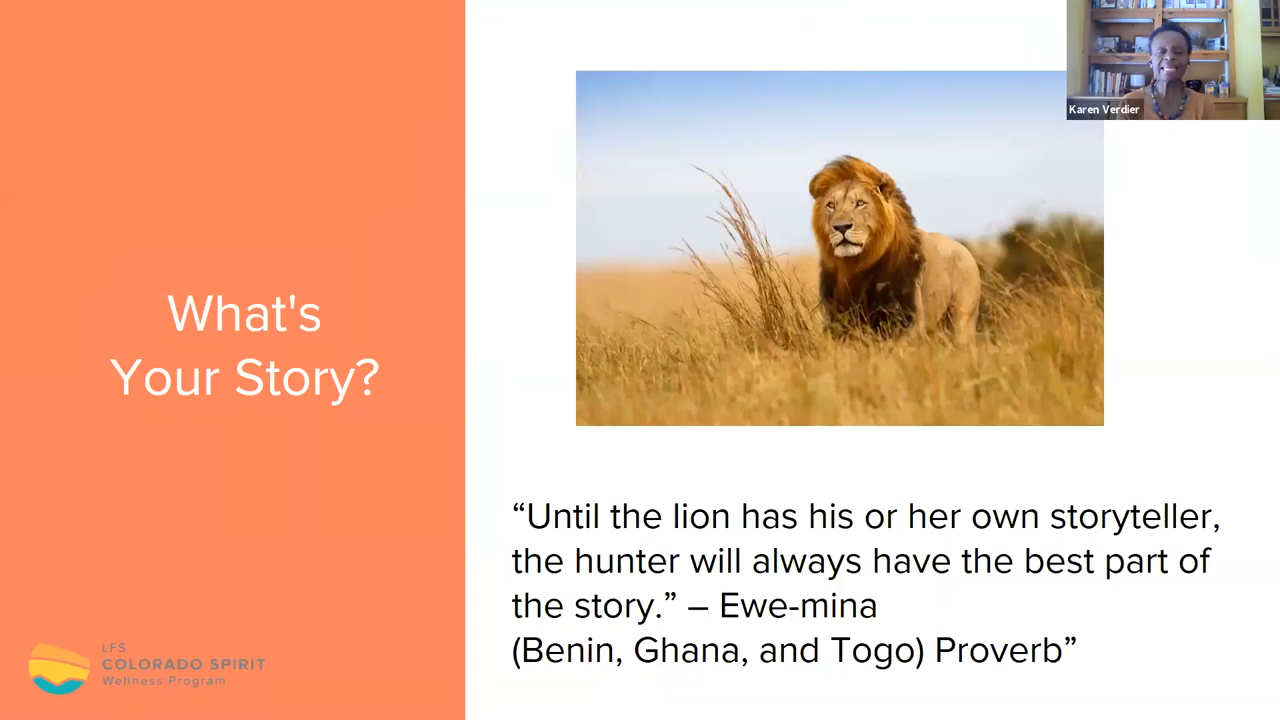 Karen Verdier
What's
Your Story?
“Until the lion has his or her own storyteller,
the hunter will always have the best part of
the story.” – Ewe-mina
(Benin, Ghana, and Togo) Proverb”
LFS
COLORADO SPIRIT
Wellness Program